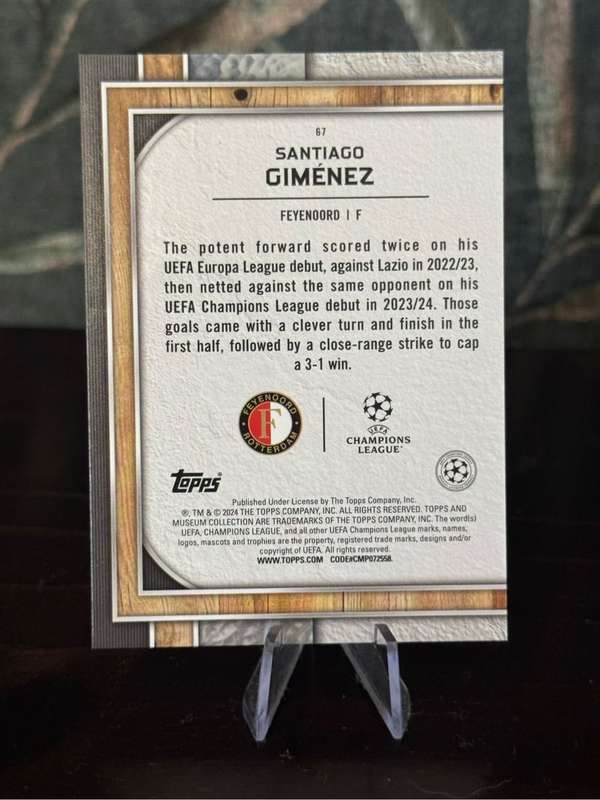 67
SANTIAGO
GIMÉNEZ
FEYENOORD | F
The potent forward scored twice on his
UEFA Europa League debut, against Lazio in 2022/23,
then netted against the same opponent on his
UEFA Champions League debut in 2023/24. Those
goals came with a clever turn and finish in the
first half, followed by a close-range strike to cap
a 3-1 win.
FEYENOORD
F
ROTTERDAM
UEFA
CHAMPIONS
LEAGUE
Topps
Published Under License by The Topps Company, Inc.
®, TM & © 2024 THE TOPPS COMPANY, INC. ALL RIGHTS RESERVED. TOPPS AND
MUSEUM COLLECTION ARE TRADEMARKS OF THE TOPPS COMPANY, INC. The word(s)
UEFA, CHAMPIONS LEAGUE, and all other UEFA Champions League marks, names,
logos, mascots and trophies are the property, registered trade marks, designs and/or
copyright of UEFA. All rights reserved.
WWW.TOPPS.COM CODE#CMP072558.